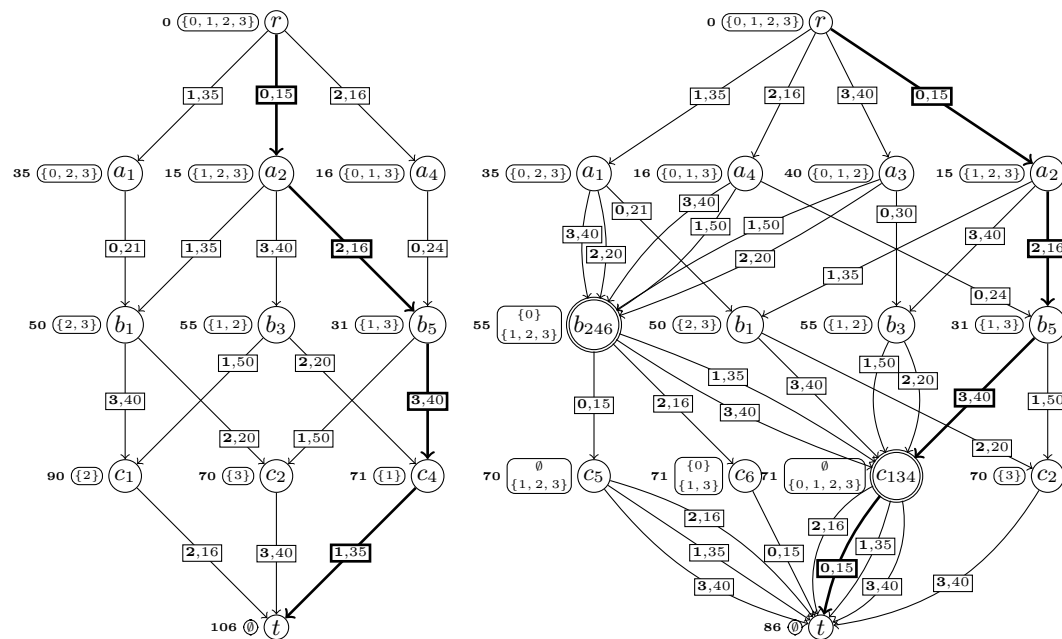 0 {0, 1, 2, 3} r 0 {0, 1, 2, 3} r
1,35 0,15 2,16 1,35 2,16 3,40 0,15
35 {0, 2, 3} a1 15 {1, 2, 3} a2 16 {0, 1, 3} a4 35 {0, 2, 3} a1 16 {0, 1, 3} a4 40 {0, 1, 2} a3 15 {1, 2, 3} a2
0,21 0,30
3,40 3,40 1,50 1,50 3,40
0,21 1,35 3,40 2,16 0,24 2,20 2,20 1,35 2,16
0,24
50 {2, 3} b1 55 {1, 2} b3 31 {1, 3} b5 55 {0} {1, 2, 3} b246 50 {2, 3} b1 55 {1, 2} b3 31 {1, 3} b5
1,50 2,20 1,50 2,20
1,35 3,40
3,40 3,40 0,15 2,16 3,40 3,40 1,50
2,20 1,50 2,20
90 {2} c1 70 {3} c2 71 {1} c4 70 ∅ {1, 2, 3} c5 71 {0} {1, 3} c6 71 ∅ {0, 1, 2, 3} c134 70 {3} c2
2,16 2,16
2,16 3,40 1,35 1,35 0,15 1,35
0,15
3,40 3,40 3,40
106 ∅ t 86 ∅ t